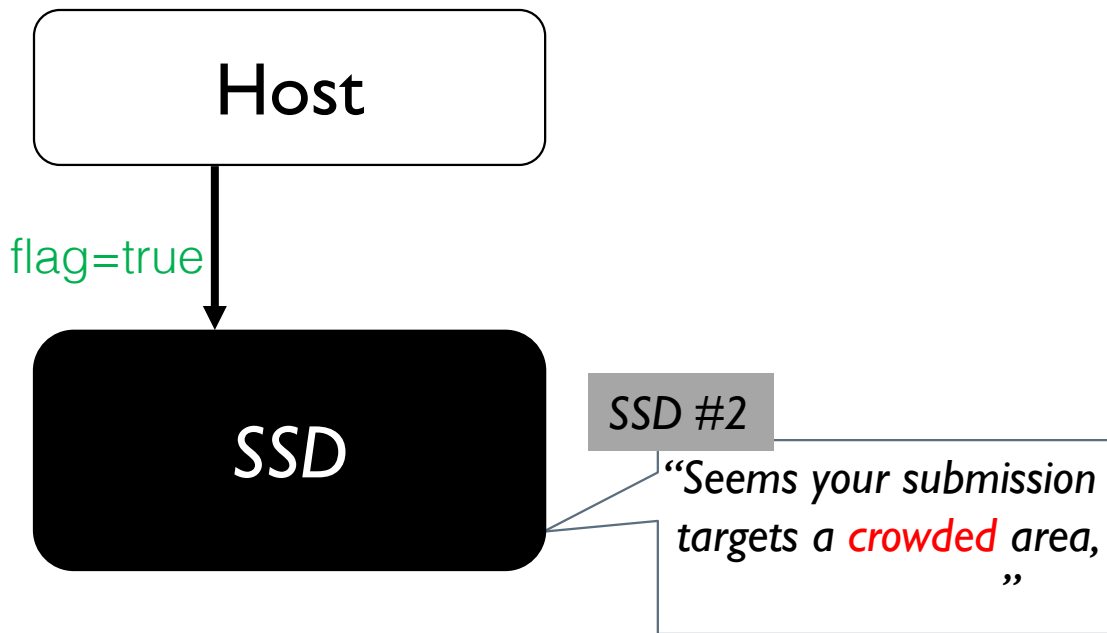 Host
flag=true
SSD
SSD #2
“Seems your submission
targets a crowded area,
”